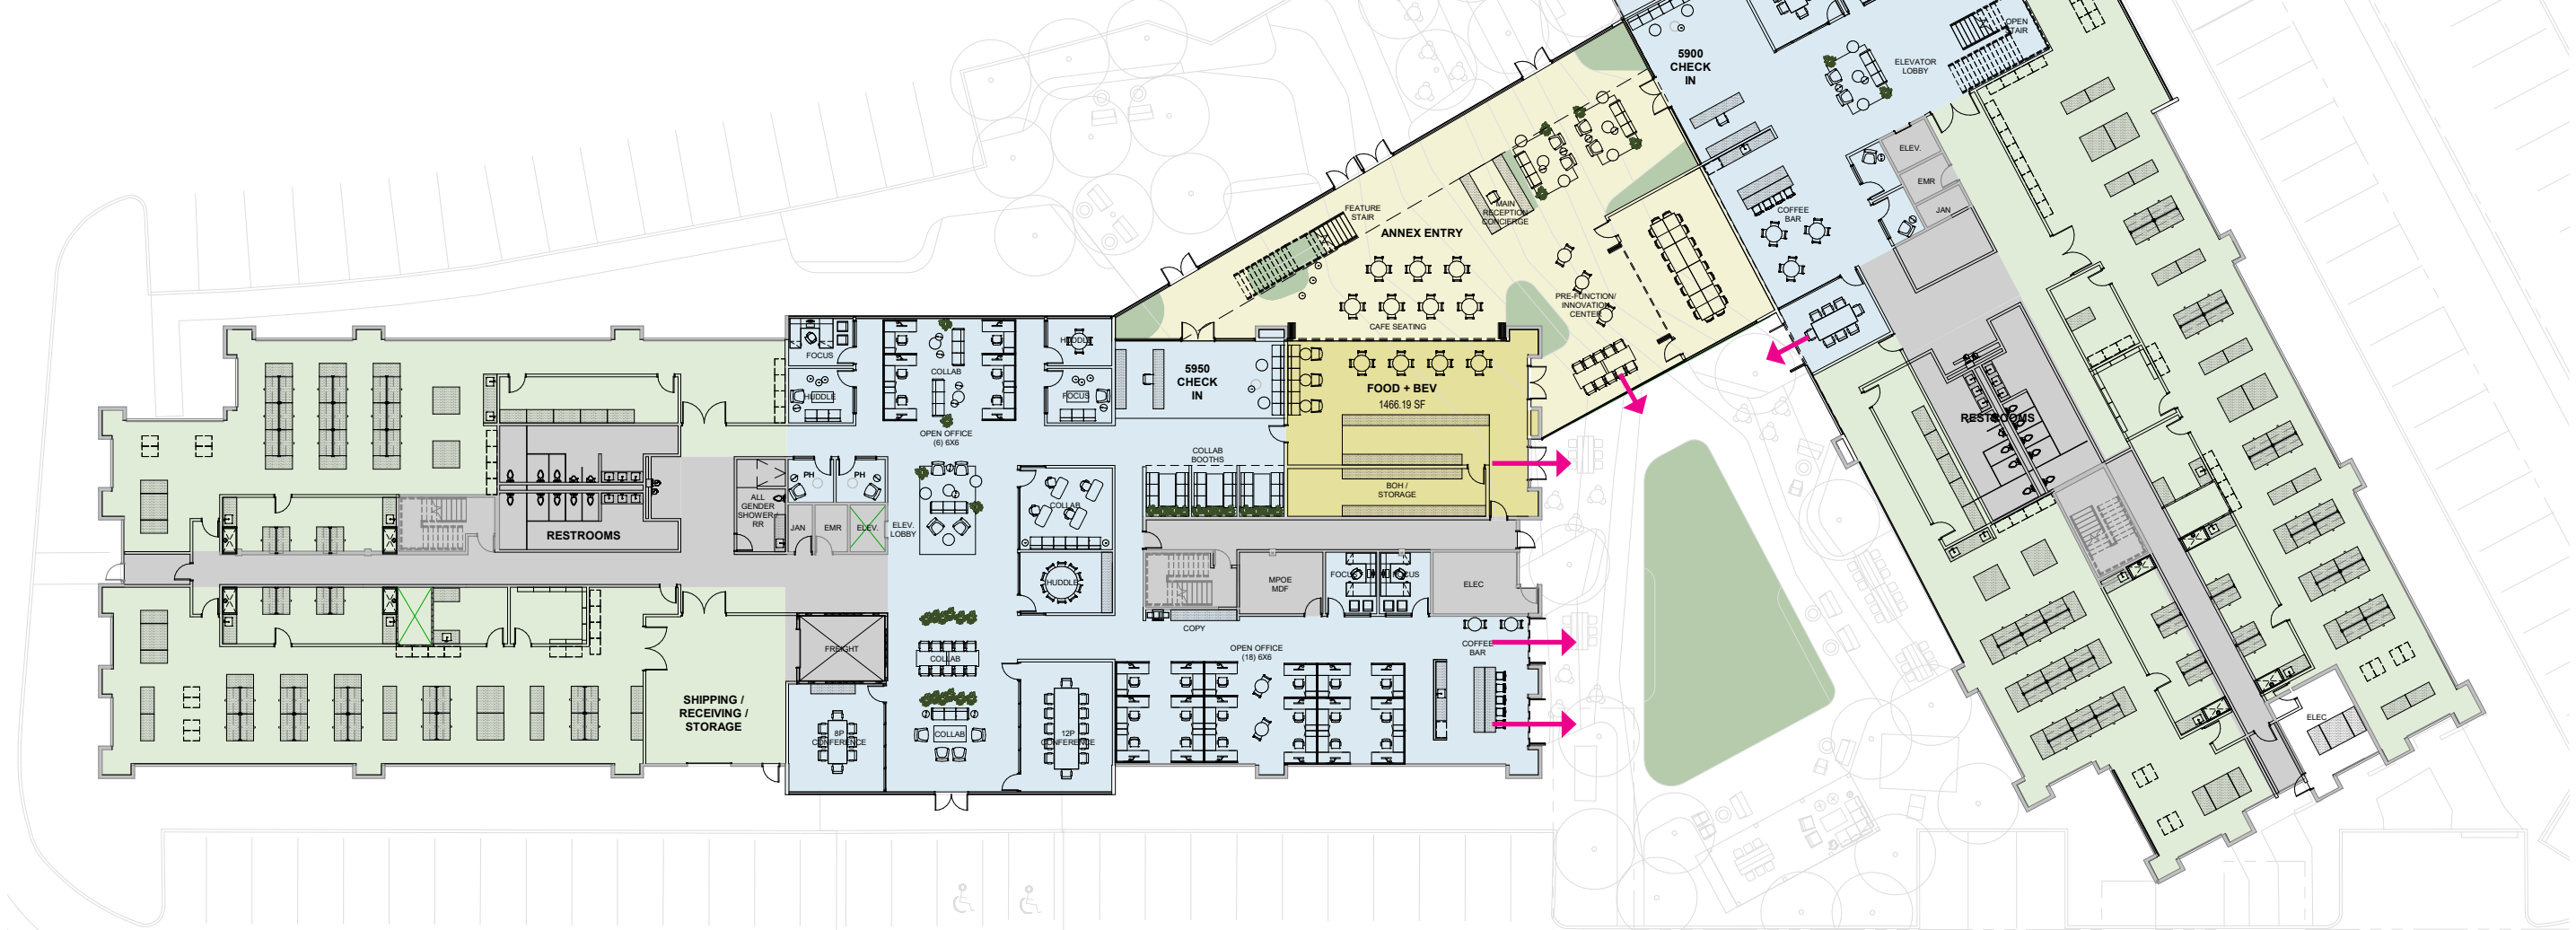 OPEN
STAIR
5900
CHECK
IN
ELEVATOR
LOBBY
ELEV.
EMR
JAN
COFFEE
BAR
FEATURE
STAIR
MAIN
RECEPTION
CONCIERGE
ANNEX ENTRY
PRE-FUNCTION/
INNOVATION
CENTER
CAFE SEATING
FOCUS
HUDDLE
COLLAB
HUDDLE
FOCUS
5950
CHECK
IN
FOOD + BEV
1466.19 SF
OPEN OFFICE
(6) 6X6
COLLAB
BOOTHS
BOH /
STORAGE
RESTROOMS
PH
PH
ALL
GENDER
SHOWER /
RR
JAN
EMR
ELEV.
ELEV.
LOBBY
COLLAB
RESTROOMS
HUDDLE
MPOE
MDF
FOCUS
FOCUS
ELEC
COPY
FREIGHT
COLLAB
OPEN OFFICE
(18) 6X6
COFFEE
BAR
SHIPPING /
RECEIVING /
STORAGE
8P
CONFERENCE
COLLAB
12P
CONFERENCE
ELEC